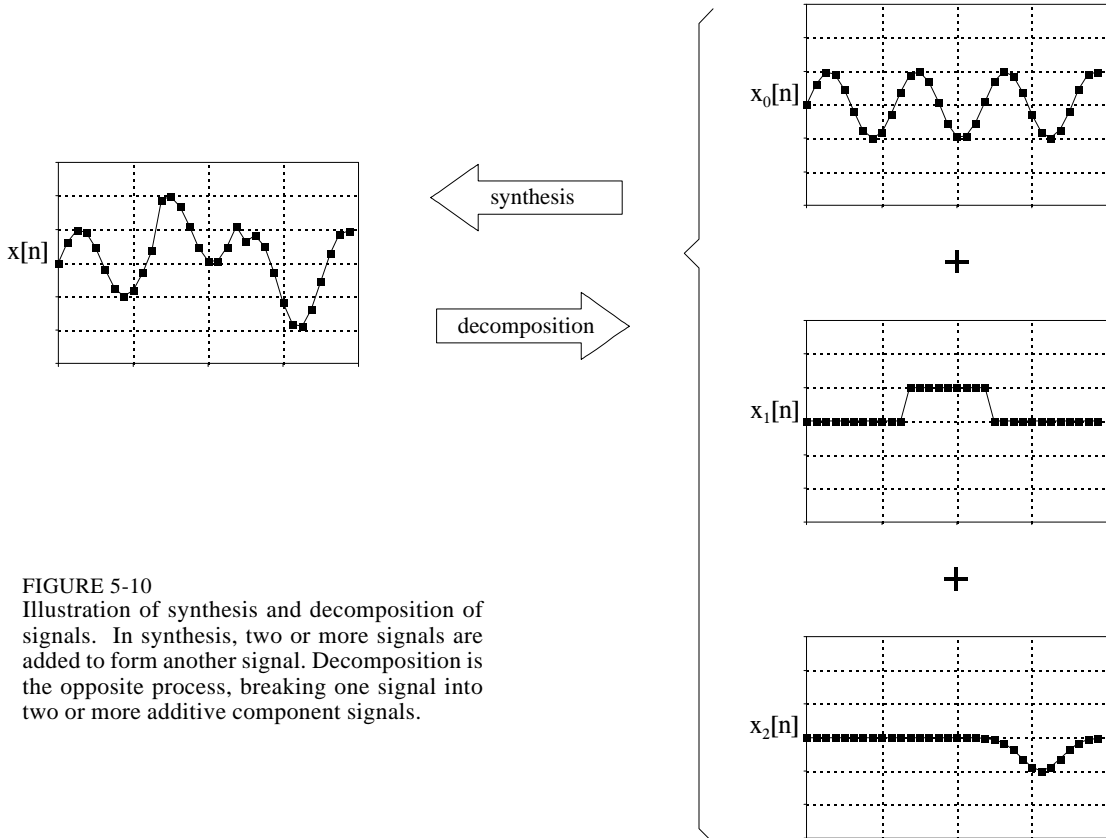 x[n]
synthesis
decomposition
x₀[n]
+
x₁[n]
+
x₂[n]
FIGURE 5-10
Illustration of synthesis and decomposition of
signals. In synthesis, two or more signals are
added to form another signal. Decomposition is
the opposite process, breaking one signal into
two or more additive component signals.